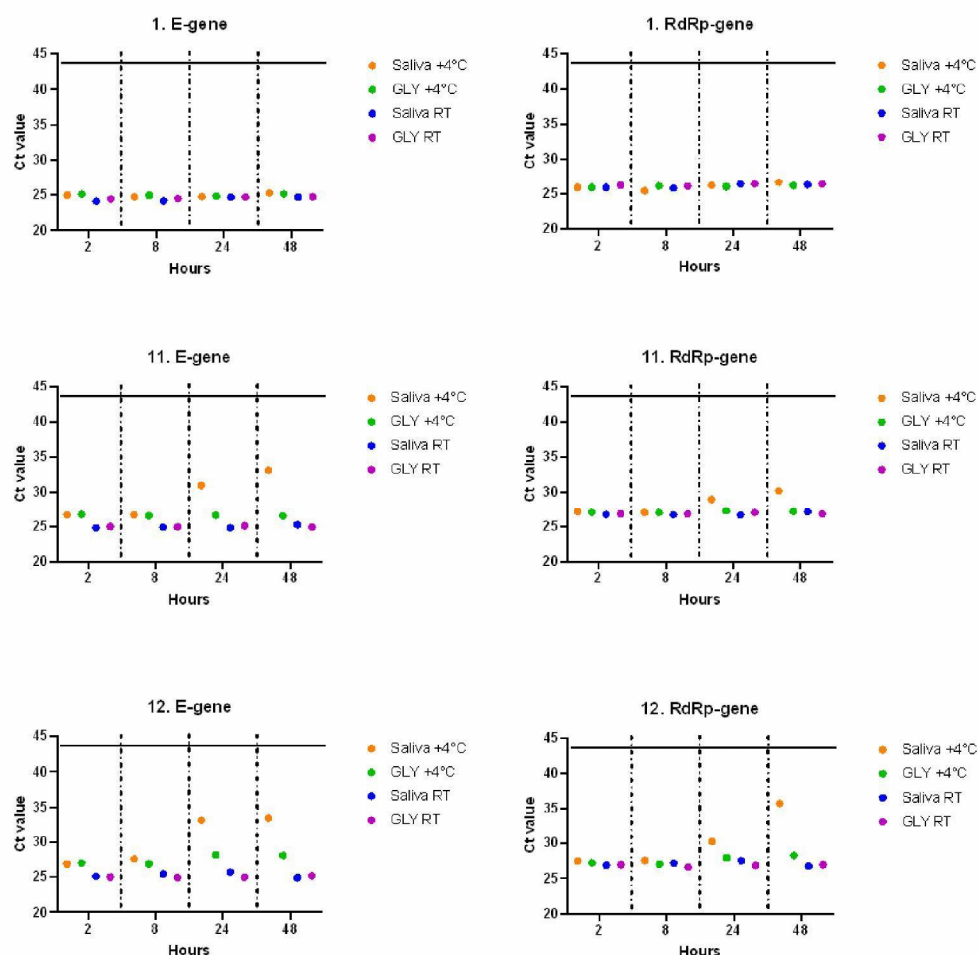 1. E-gene
45
40
35
30
25
20
Ct value
2 8 24 48
Hours
Saliva +4°C
GLY +4°C
Saliva RT
GLY RT
1. RdRp-gene
45
40
35
30
25
20
Ct value
2 8 24 48
Hours
Saliva +4°C
GLY +4°C
Saliva RT
GLY RT
11. E-gene
45
40
35
30
25
20
Ct value
2 8 24 48
Hours
Saliva +4°C
GLY +4°C
Saliva RT
GLY RT
11. RdRp-gene
45
40
35
30
25
20
Ct value
2 8 24 48
Hours
Saliva +4°C
GLY +4°C
Saliva RT
GLY RT
12. E-gene
45
40
35
30
25
20
Ct value
2 8 24 48
Hours
Saliva +4°C
GLY +4°C
Saliva RT
GLY RT
12. RdRp-gene
45
40
35
30
25
20
Ct value
2 8 24 48
Hours
Saliva +4°C
GLY +4°C
Saliva RT
GLY RT